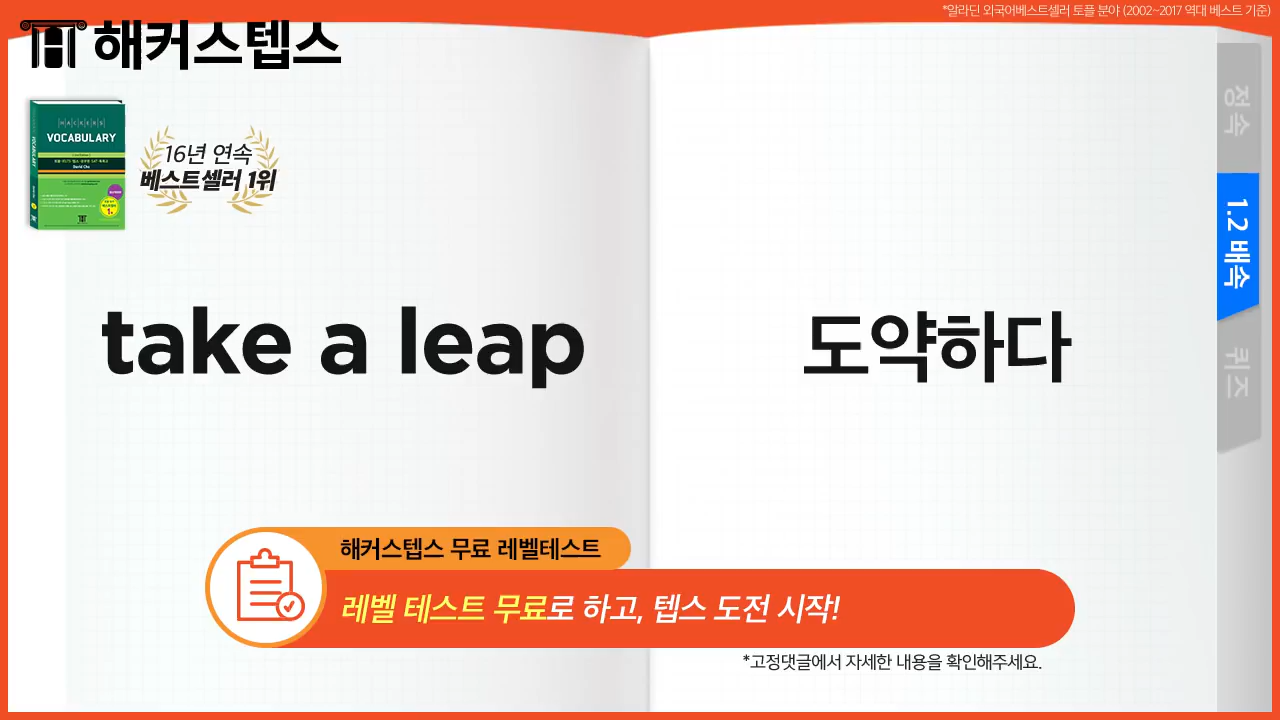 *알라딘 외국어베스트셀러 토플 분야 (2002~2017 역대 베스트 기준)
해커스텝스
HACKERS
VOCABULARY
16년 연속
베스트셀러 1위
정속
1.2 배속
퀴즈
take a leap
도약하다
해커스텝스 무료 레벨테스트
레벨 테스트 무료로 하고, 텝스 도전 시작!
*고정댓글에서 자세한 내용을 확인해주세요.